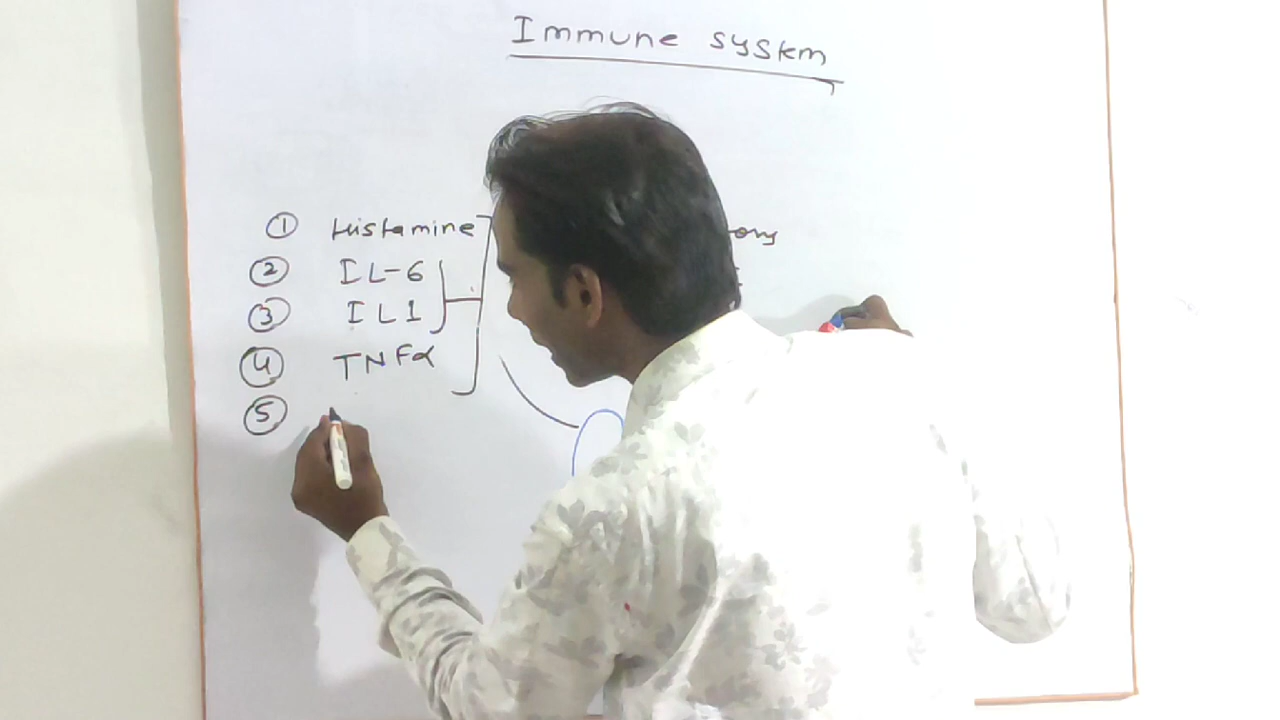 Immune system
① Histamine
② IL-6
③ IL1
④ TNFα
⑤